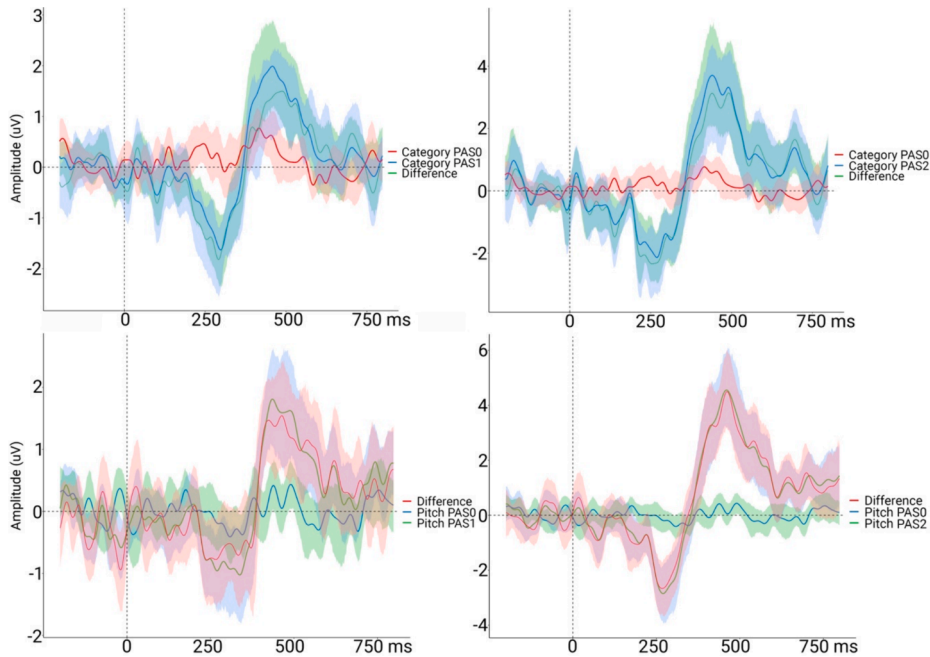 3
2
1
0
-1
-2
Amplitude (uV)
0
250
500
750 ms
Category PAS0
Category PAS1
Difference
4
2
0
-2
0
250
500
750 ms
Category PAS0
Category PAS2
Difference
2
1
0
-1
-2
Amplitude (uV)
0
250
500
750 ms
Difference
Pitch PAS0
Pitch PAS1
6
4
2
0
-2
-4
0
250
500
750 ms
Difference
Pitch PAS0
Pitch PAS2